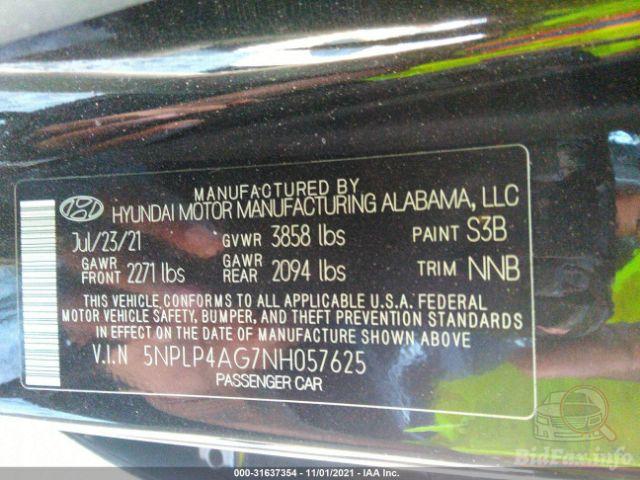 MANUFACTURED BY
HYUNDAI MOTOR MANUFACTURING ALABAMA, LLC
Jul/23/21 GVWR 3858 lbs PAINT S3B
GAWR FRONT 2271 lbs GAWR REAR 2094 lbs TRIM NNB
THIS VEHICLE CONFORMS TO ALL APPLICABLE U.S.A. FEDERAL
MOTOR VEHICLE SAFETY, BUMPER, AND THEFT PREVENTION STANDARDS
IN EFFECT ON THE DATE OF MANUFACTURE SHOWN ABOVE
V.I.N 5NPLP4AG7NH057625
PASSENGER CAR
BidFax.info
© 31637354 - 11/01/2021 - IAA Inc.